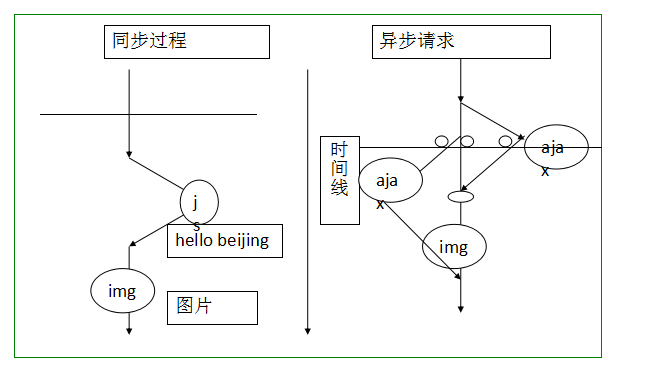 同步过程
异步请求
时
间
线
aja
x
aja
x
j
s
hello beijing
img
img
图片